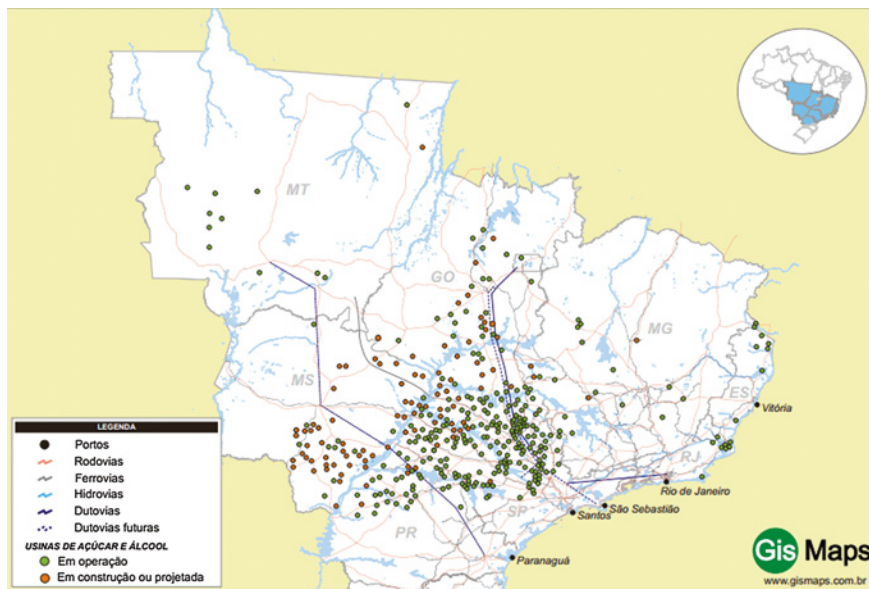 MT
GO
MG
MS
ES
Vitória
RJ
Rio de Janeiro
São Sebastião
Santos
SP
PR
Paranaguá
LEGENDA
Portos
Rodovias
Ferrovias
Hidrovias
Dutovias
Dutovias futuras
USINAS DE AÇÚCAR E ÁLCOOL
Em operação
Em construção ou projetada
Gis Maps
www.gismaps.com.br